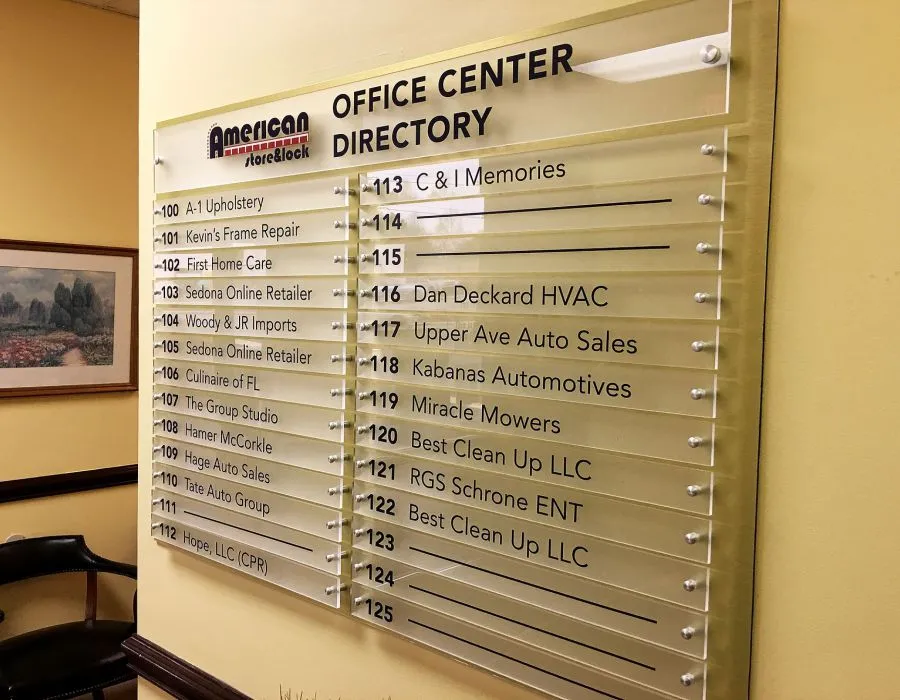 American
store&lock
OFFICE CENTER
DIRECTORY
100 A-1 Upholstery
101 Kevin's Frame Repair
102 First Home Care
103 Sedona Online Retailer
104 Woody & JR Imports
105 Sedona Online Retailer
106 Culinaire of FL
107 The Group Studio
108 Hamer McCorkle
109 Hage Auto Sales
110 Tate Auto Group
111
112 Hope, LLC (CPR)
113 C & I Memories
114
115
116 Dan Deckard HVAC
117 Upper Ave Auto Sales
118 Kabanas Automotives
119 Miracle Mowers
120 Best Clean Up LLC
121 RGS Schrone ENT
122 Best Clean Up LLC
123
124
125